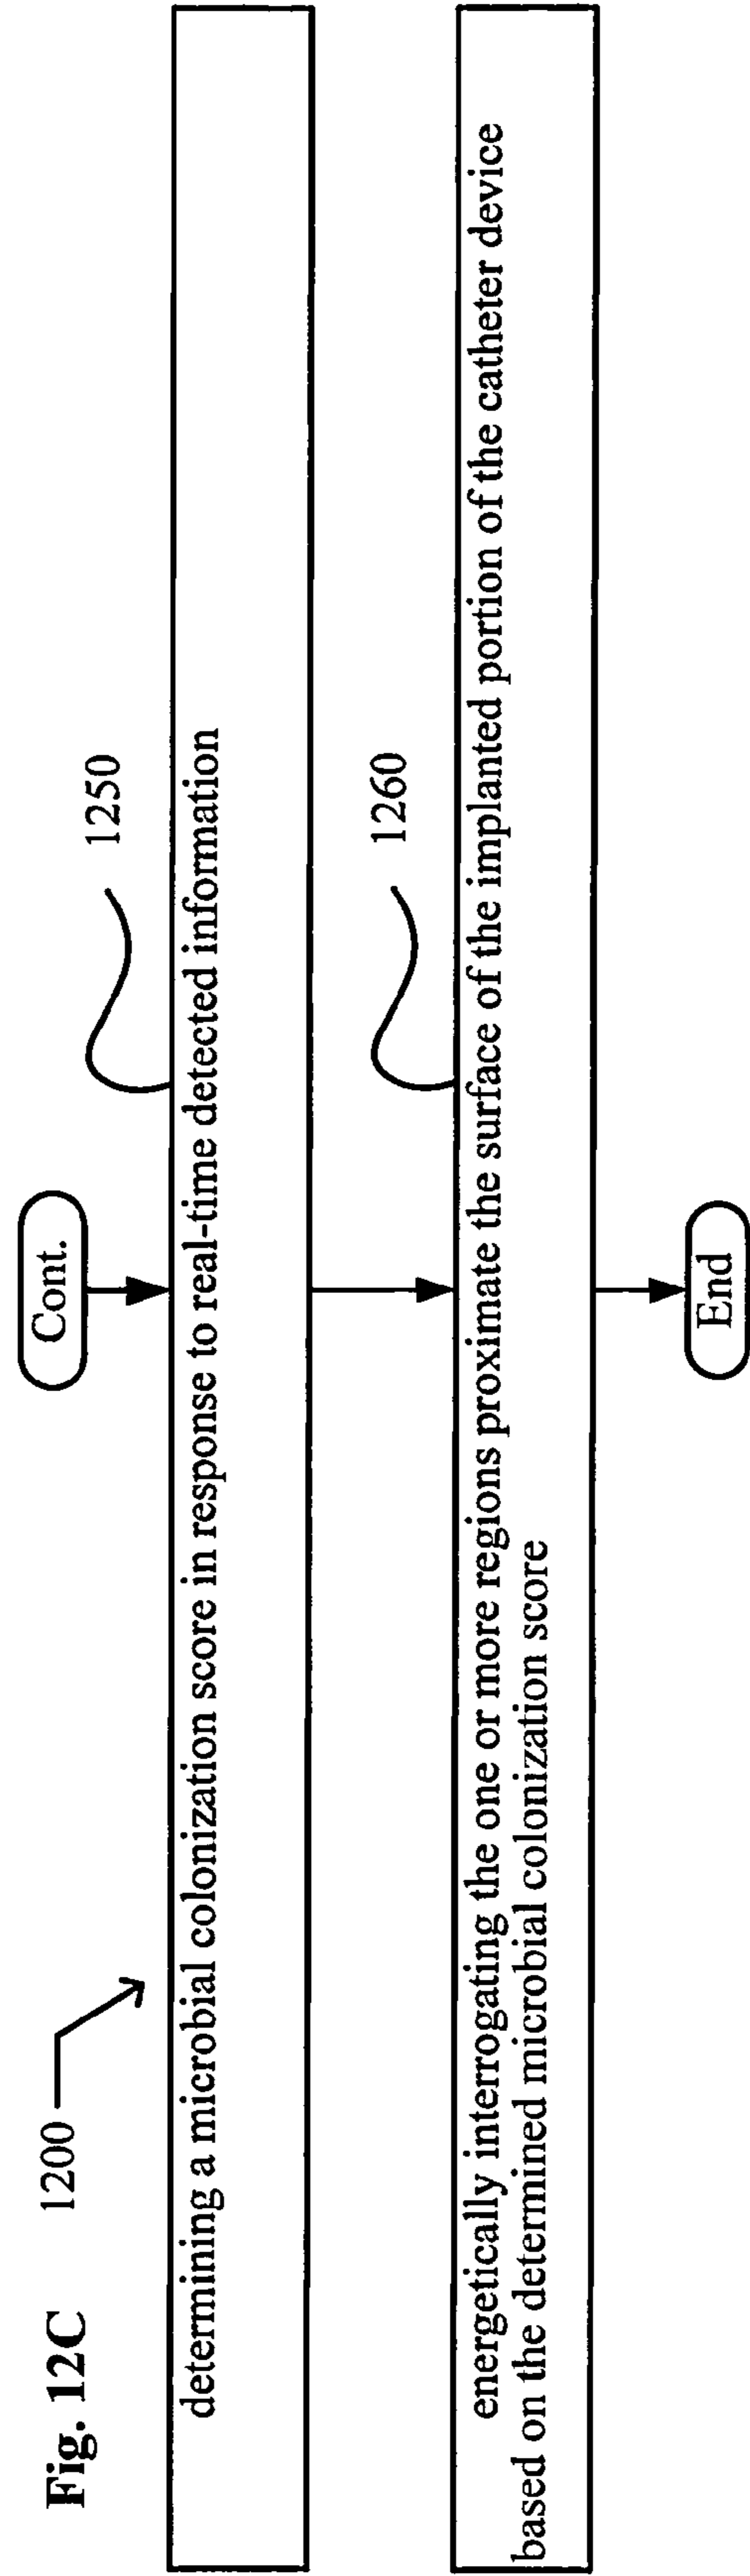 Fig. 12C
1200
Cont.
1250
determining a microbial colonization score in response to real-time detected information
1260
energetically interrogating the one or more regions proximate the surface of the implanted portion of the catheter device
based on the determined microbial colonization score
End